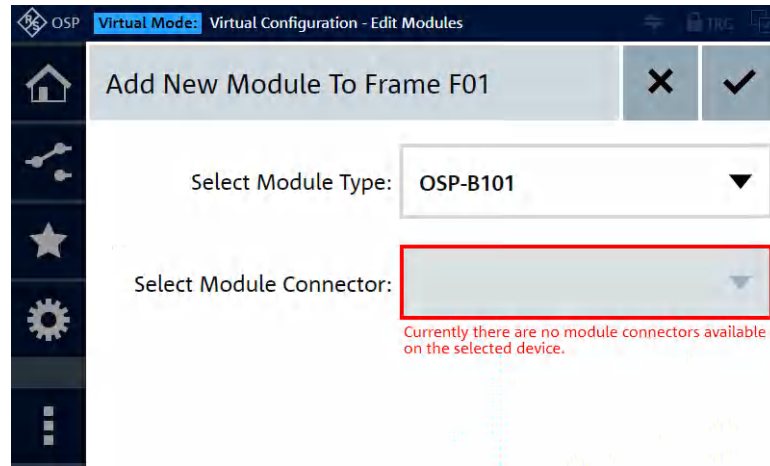 R&S OSP Virtual Mode: Virtual Configuration - Edit Modules TRG
Add New Module To Frame F01
Select Module Type: OSP-B101
Select Module Connector:
Currently there are no module connectors available
on the selected device.